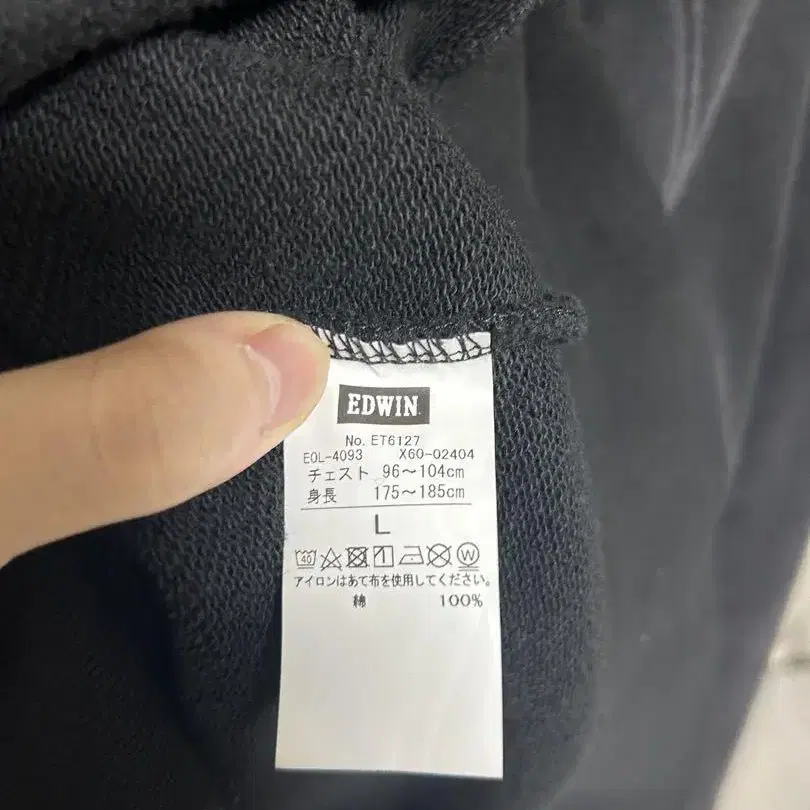 EDWIN
No. ET6127
EOL-4093 X60-02404
チェスト 96〜104cm
身長 175〜185cm
L
40 W
アイロンはあて布を使用してください。
綿 100%